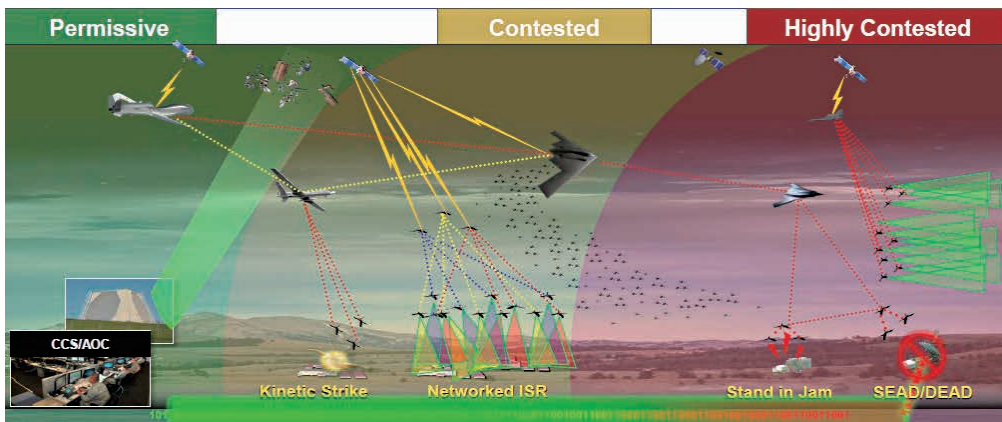 Permissive
Contested
Highly Contested
CCS/AOC
Kinetic Strike
Networked ISR
Stand in Jam
SEAD/DEAD